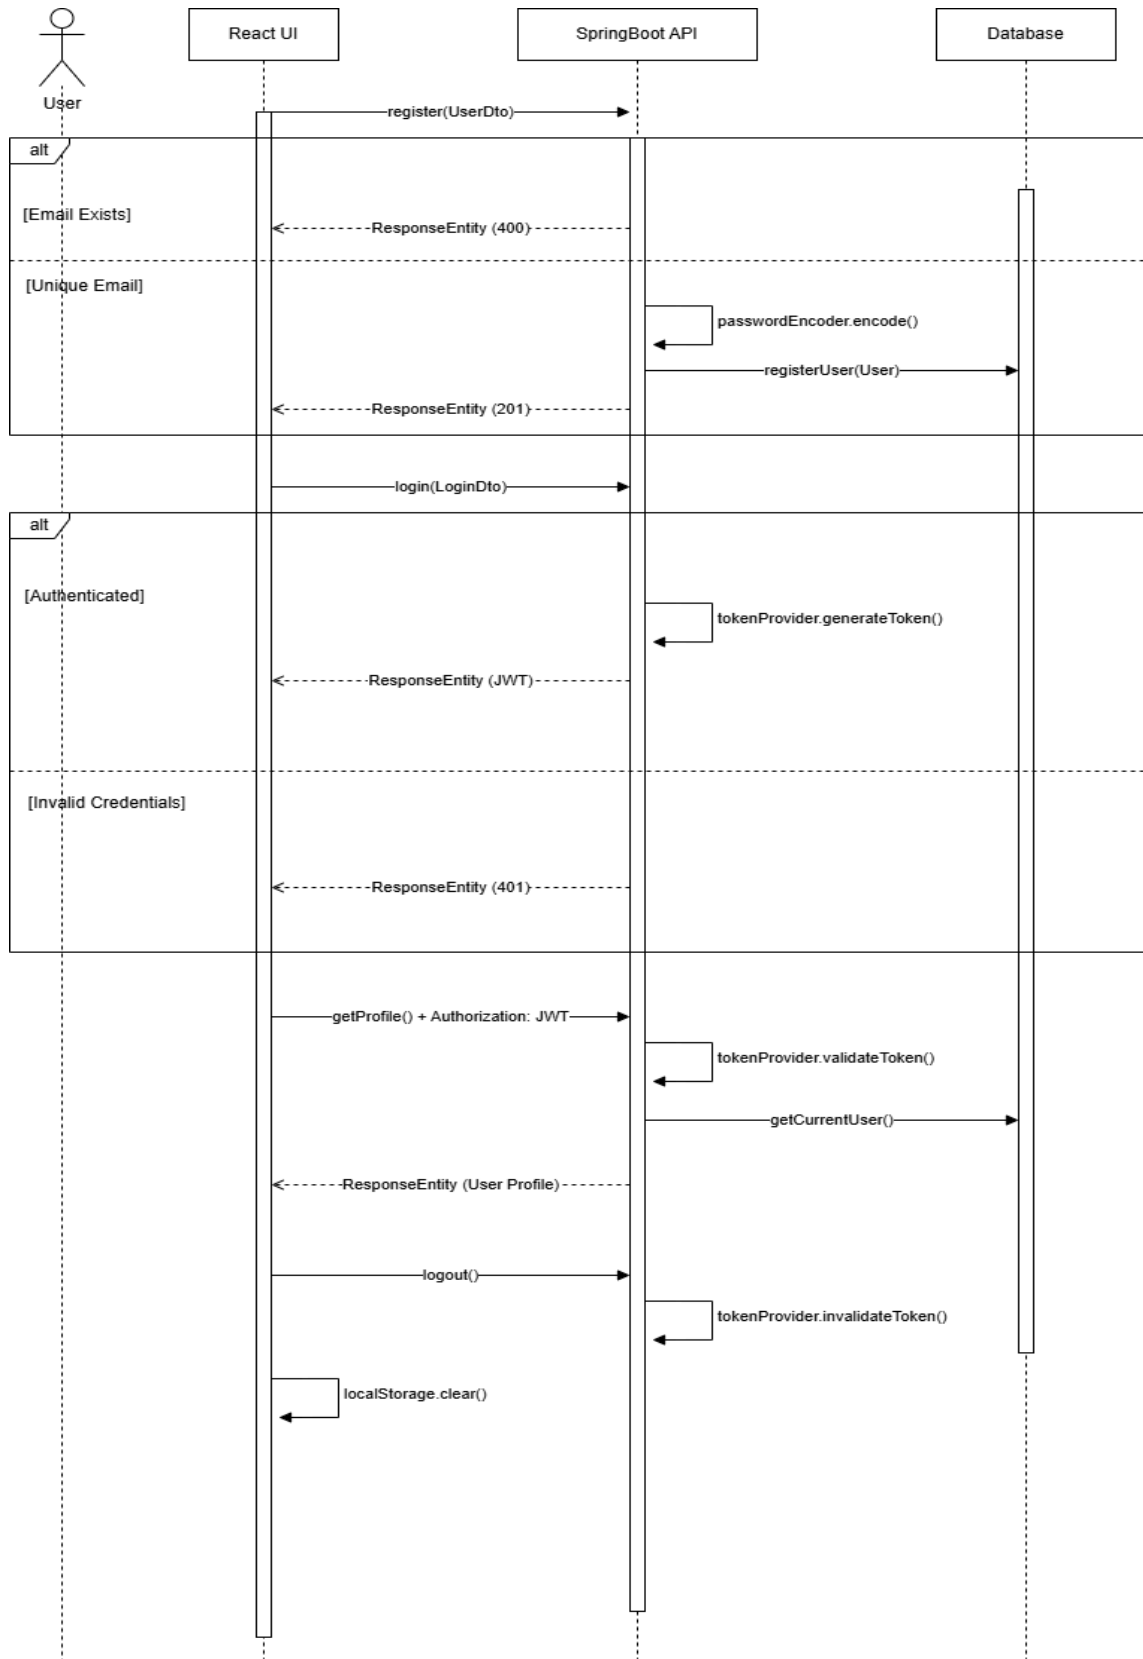 React UI
SpringBoot API
Database
User
register(UserDto)
alt
[Email Exists]
ResponseEntity (400)
[Unique Email]
passwordEncoder.encode()
registerUser(User)
ResponseEntity (201)
login(LoginDto)
alt
[Authenticated]
tokenProvider.generateToken()
ResponseEntity (JWT)
[Invalid Credentials]
ResponseEntity (401)
getProfile() + Authorization: JWT
tokenProvider.validateToken()
getCurrentUser()
ResponseEntity (User Profile)
logout()
tokenProvider.invalidateToken()
localStorage.clear()